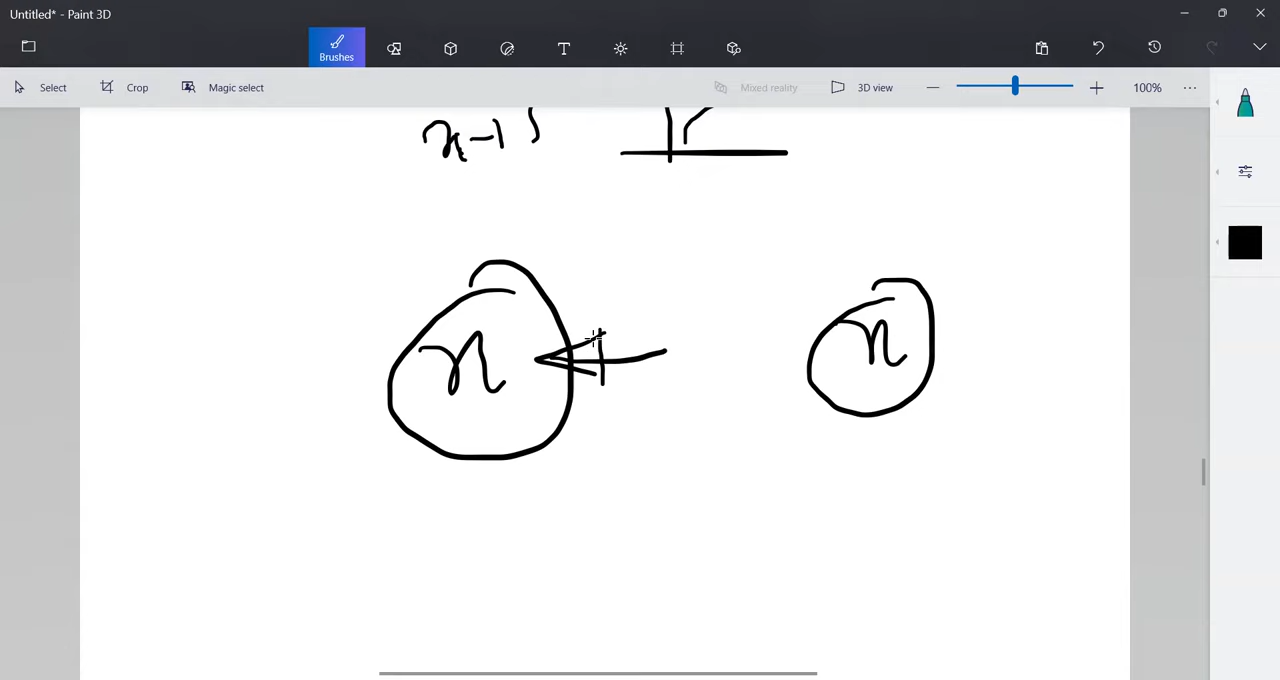 Untitled* - Paint 3D
Brushes
Select Crop Magic select Mixed reality 3D view 100%
n-1
n n